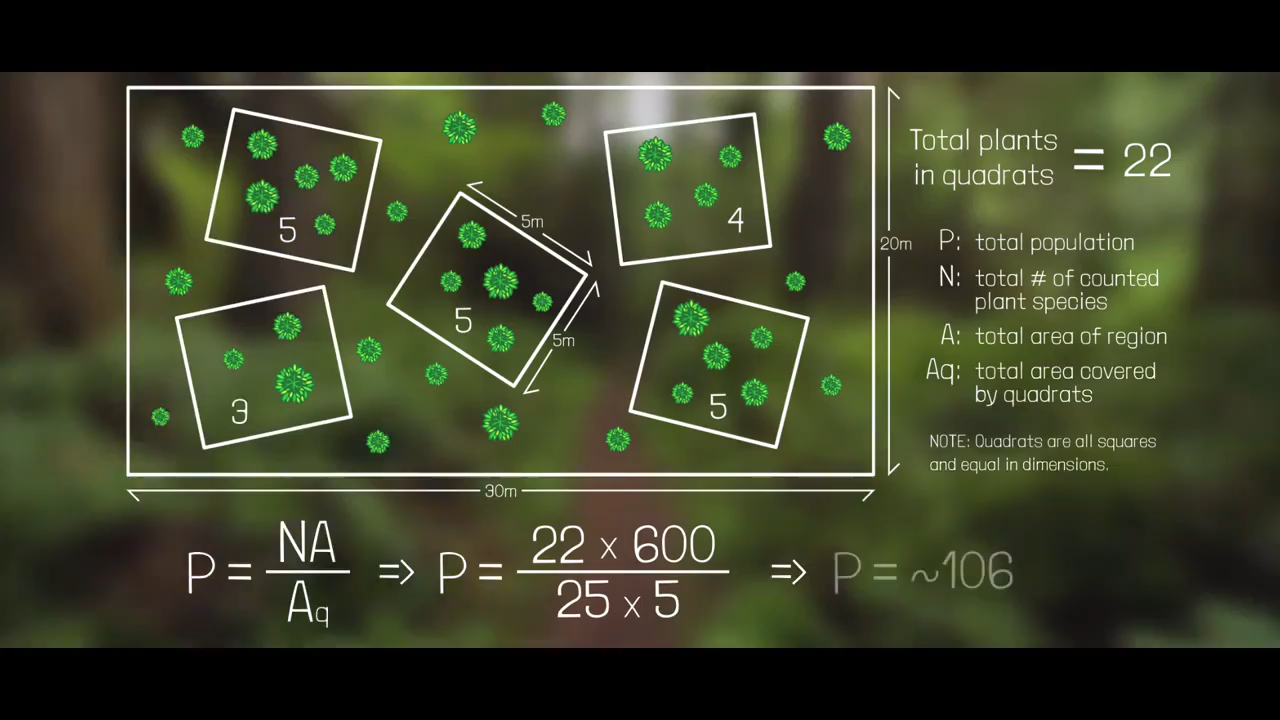 Total plants
in quadrats = 22
5
4
5m
20m
P: total population
N: total # of counted
plant species
5
5m
A: total area of region
Aq: total area covered
by quadrats
3
5
NOTE: Quadrats are all squares
and equal in dimensions.
30m
P = NA / Aq => P = 22 x 600 / 25 x 5 => P = ~106